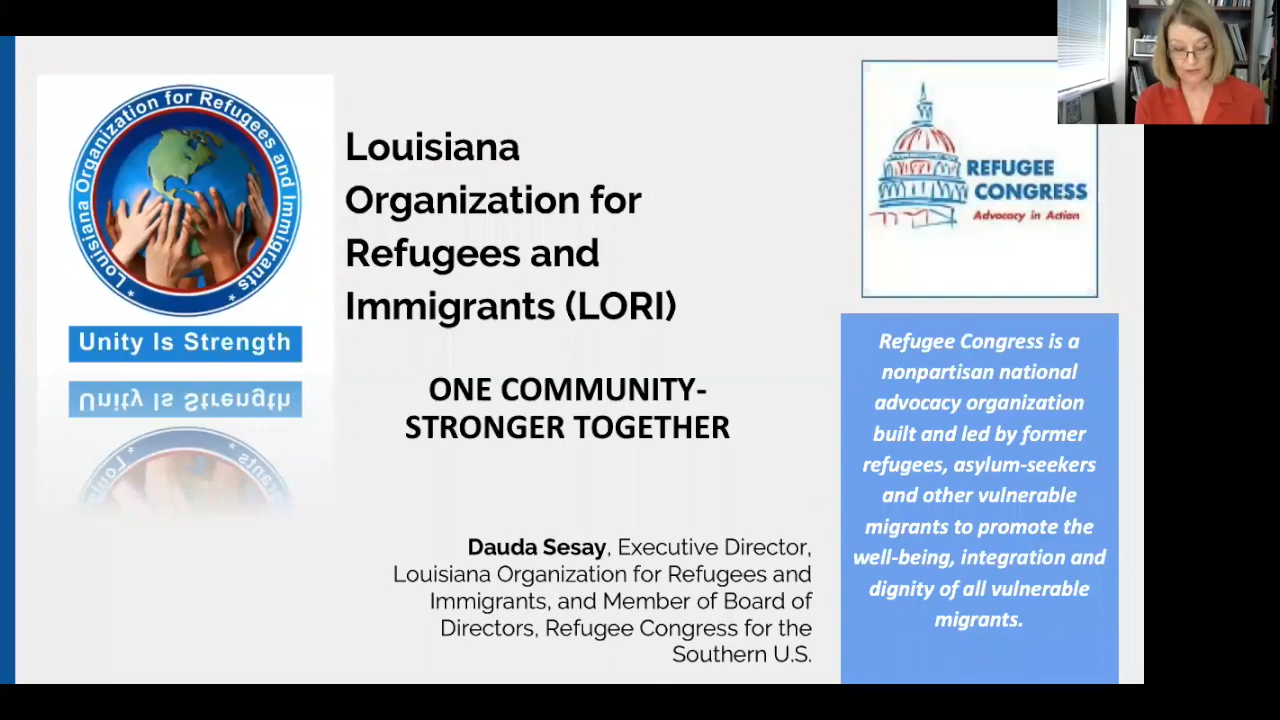 * Louisiana Organization for Refugees and Immigrants *
Unity Is Strength
Unity Is Strength
Louisiana
Organization for
Refugees and
Immigrants (LORI)
ONE COMMUNITY-
STRONGER TOGETHER
Dauda Sesay, Executive Director,
Louisiana Organization for Refugees and
Immigrants, and Member of Board of
Directors, Refugee Congress for the
Southern U.S.
REFUGEE
CONGRESS
Advocacy in Action
Refugee Congress is a
nonpartisan national
advocacy organization
built and led by former
refugees, asylum-seekers
and other vulnerable
migrants to promote the
well-being, integration and
dignity of all vulnerable
migrants.